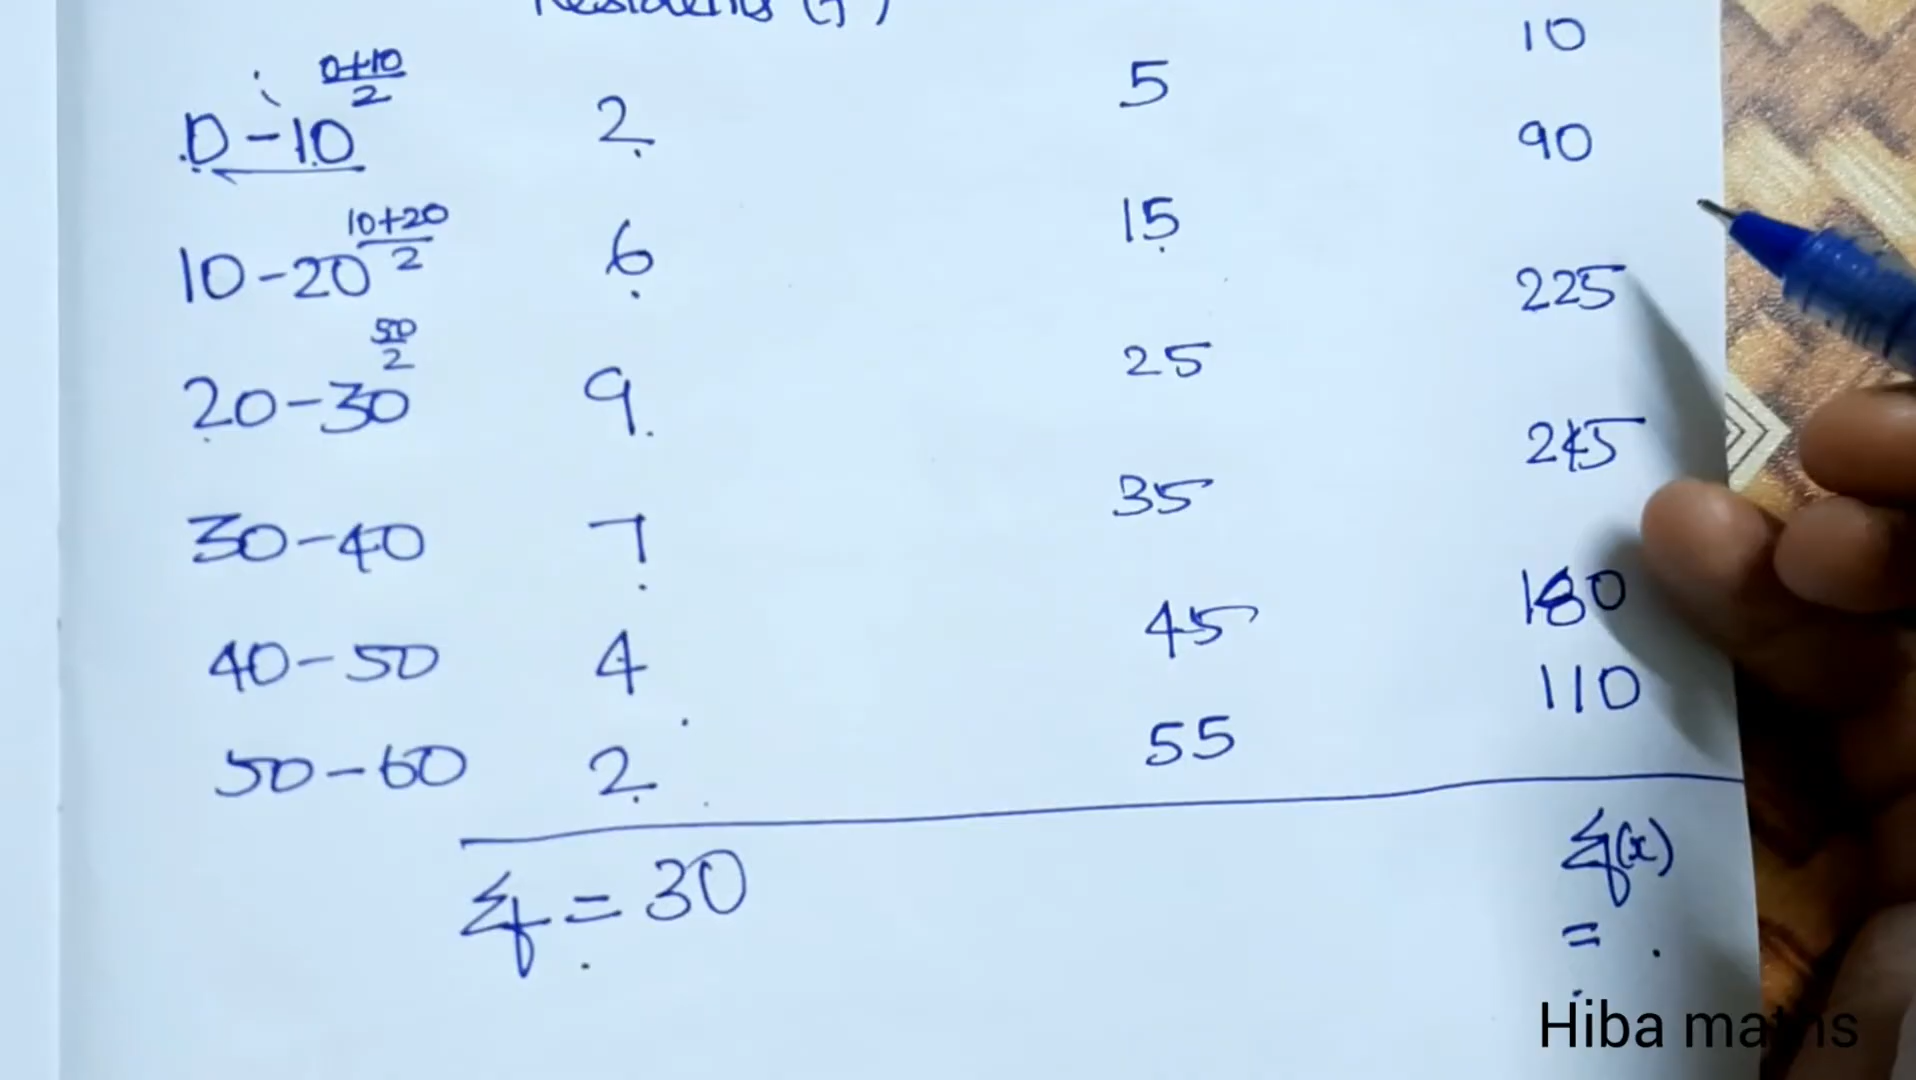 Residents (f)
0+10
2
0-10 2 5 10
10+20
2
10-20 6 15 90
50
2
20-30 9 25 225
30-40 7 35 245
40-50 4 45 180
50-60 2 55 110
Σf = 30 Σf(x)
= .
Hiba maths